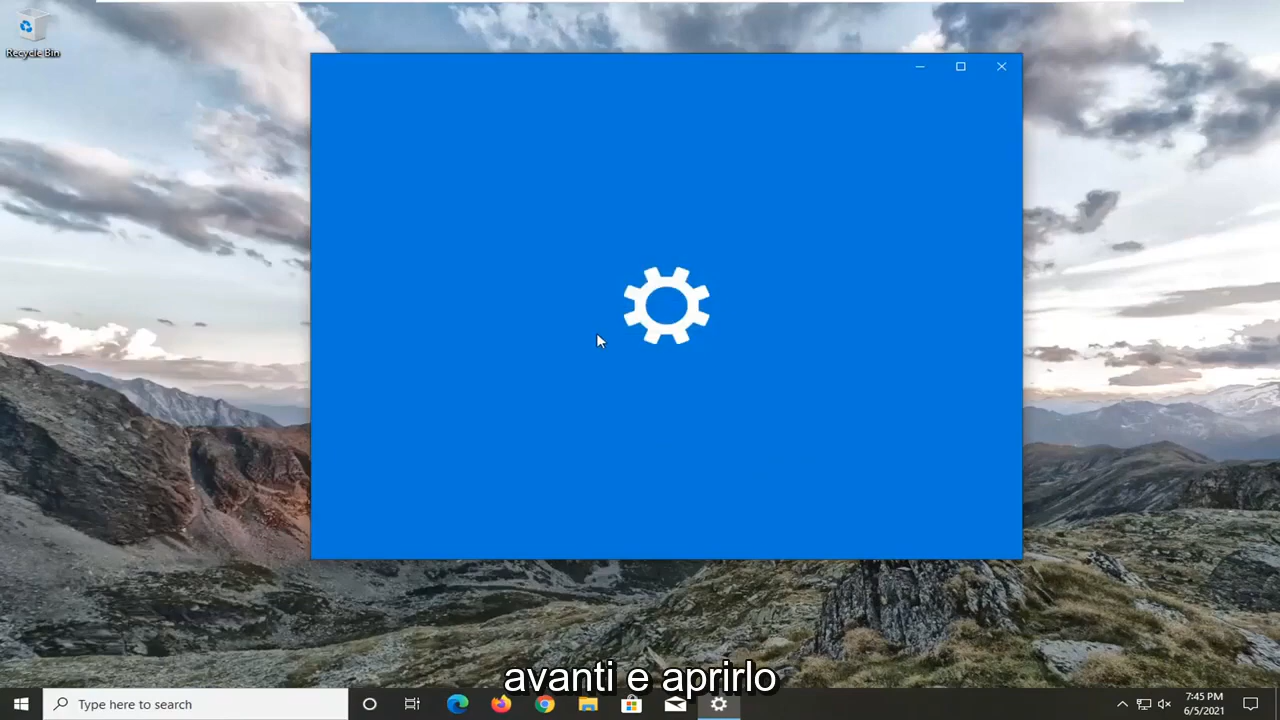 Recycle Bin
avanti e aprirlo
Type here to search
7:45 PM
6/5/2021